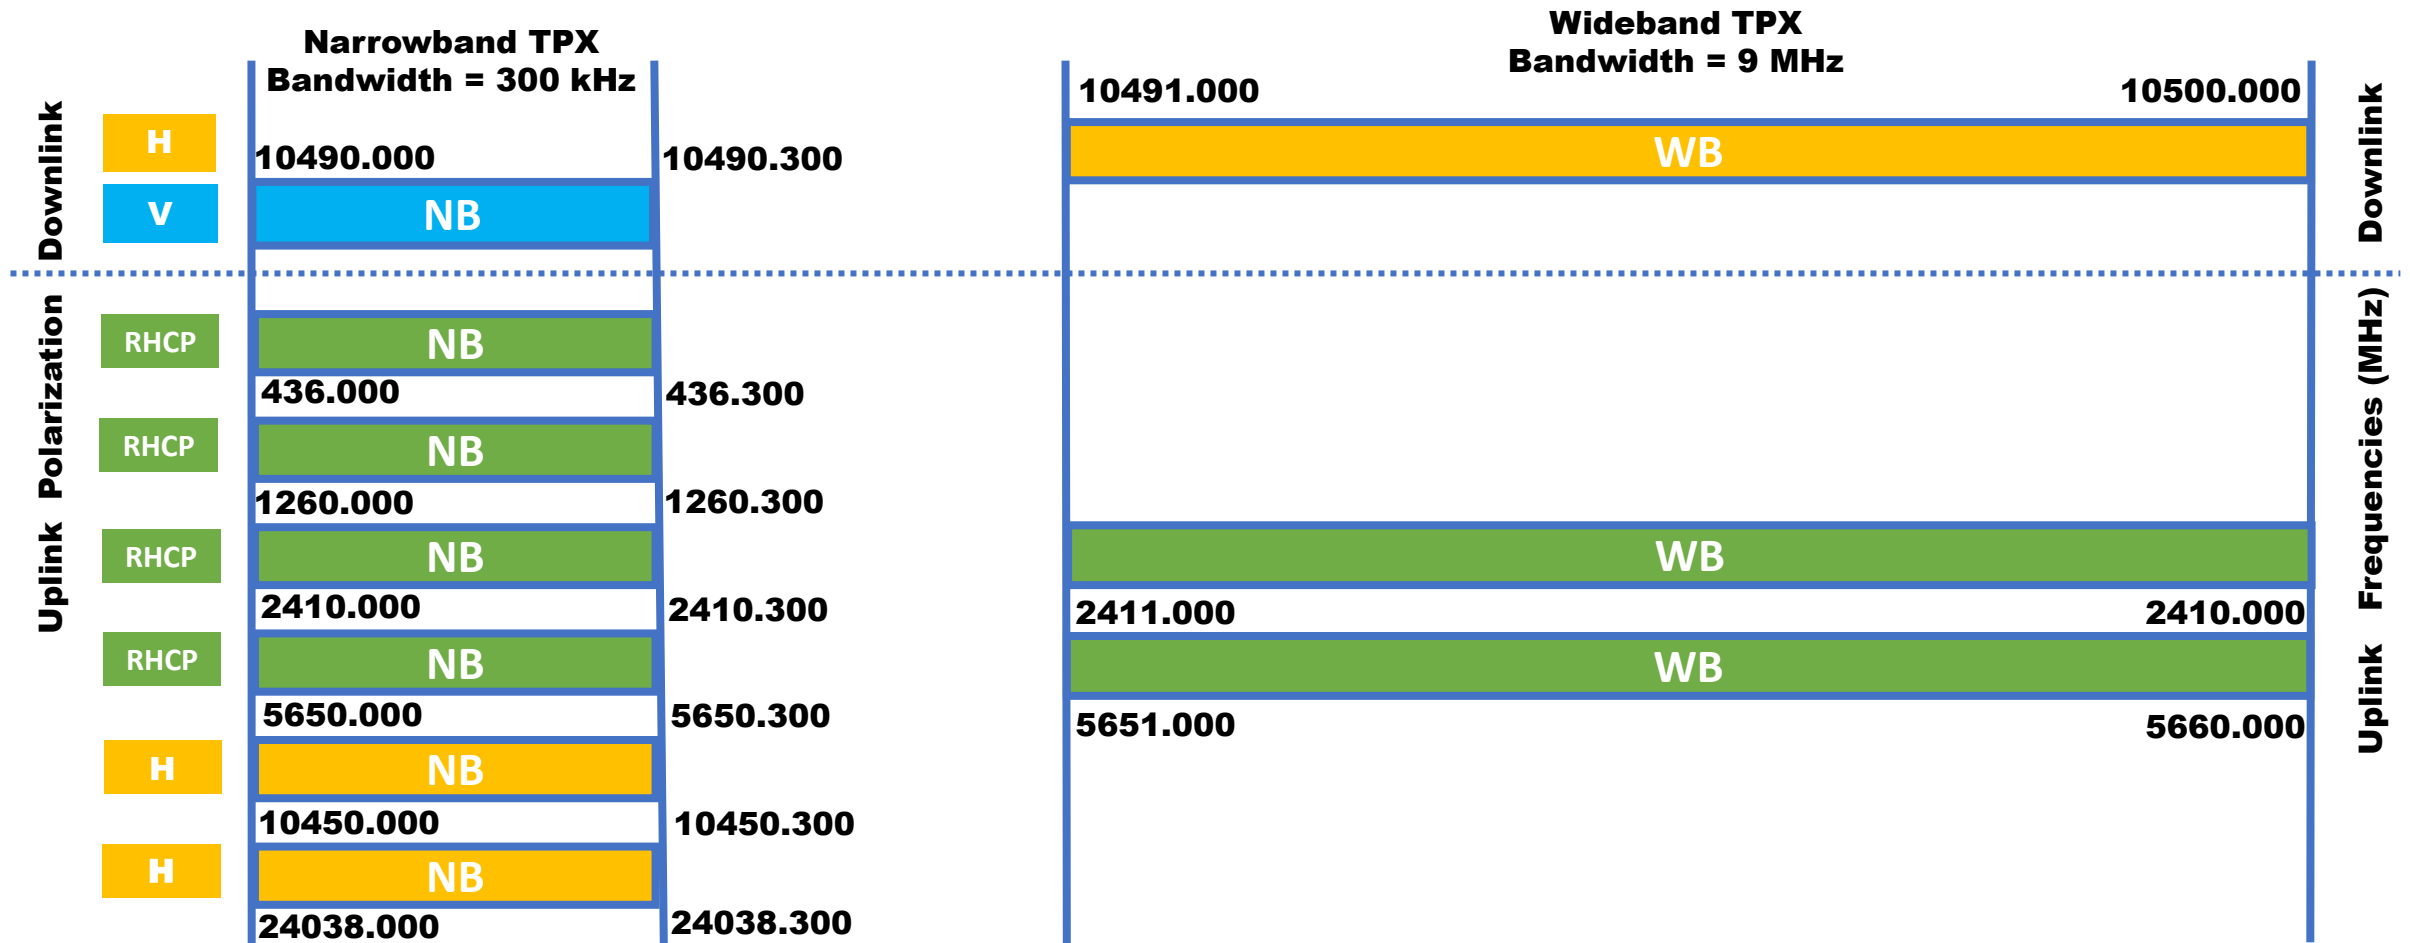 Narrowband TPX
Bandwidth = 300 kHz
Wideband TPX
Bandwidth = 9 MHz
10491.000 10500.000
Downlink H 10490.000 10490.300 WB Downlink
V NB
Uplink Polarization
Uplink Frequencies (MHz)
RHCP NB
436.000 436.300
RHCP NB
1260.000 1260.300
RHCP NB WB
2410.000 2410.300 2411.000 2410.000
RHCP NB WB
5650.000 5650.300 5651.000 5660.000
H NB
10450.000 10450.300
H NB
24038.000 24038.300